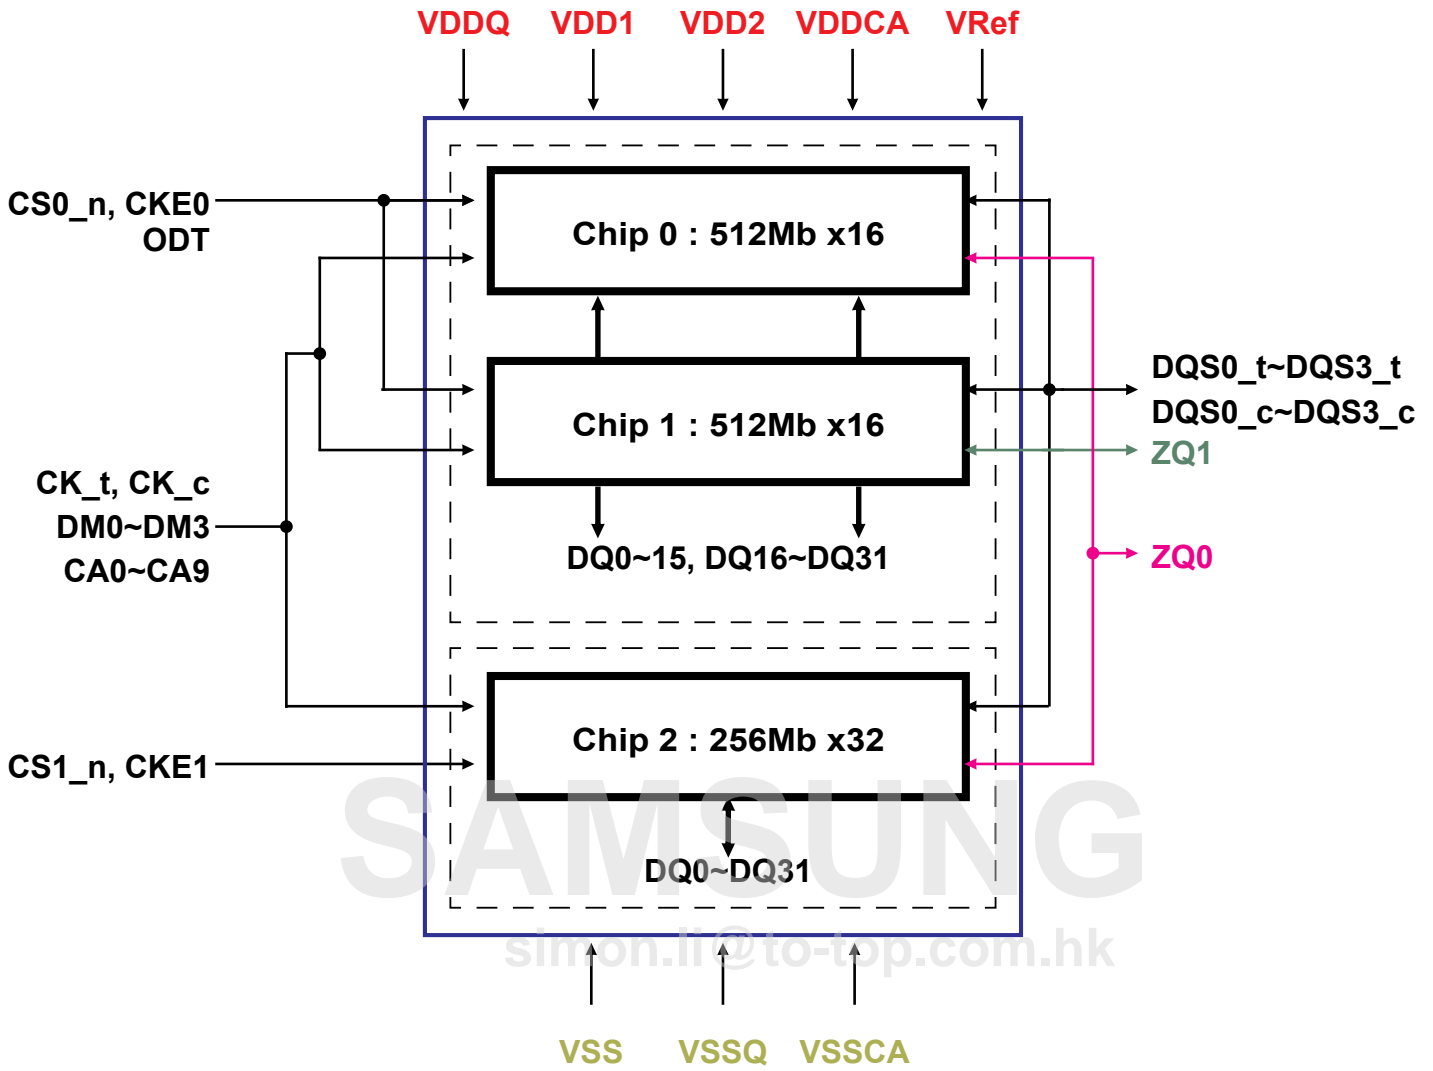 VDDQ VDD1 VDD2 VDDCA VRef
CS0_n, CKE0
ODT
Chip 0 : 512Mb x16
Chip 1 : 512Mb x16
DQS0_t~DQS3_t
DQS0_c~DQS3_c
ZQ1
CK_t, CK_c
DM0~DM3
CA0~CA9
DQ0~15, DQ16~DQ31
ZQ0
Chip 2 : 256Mb x32
CS1_n, CKE1
SAMSUNG
DQ0~DQ31
simon.li@to-top.com.hk
VSS VSSQ VSSCA